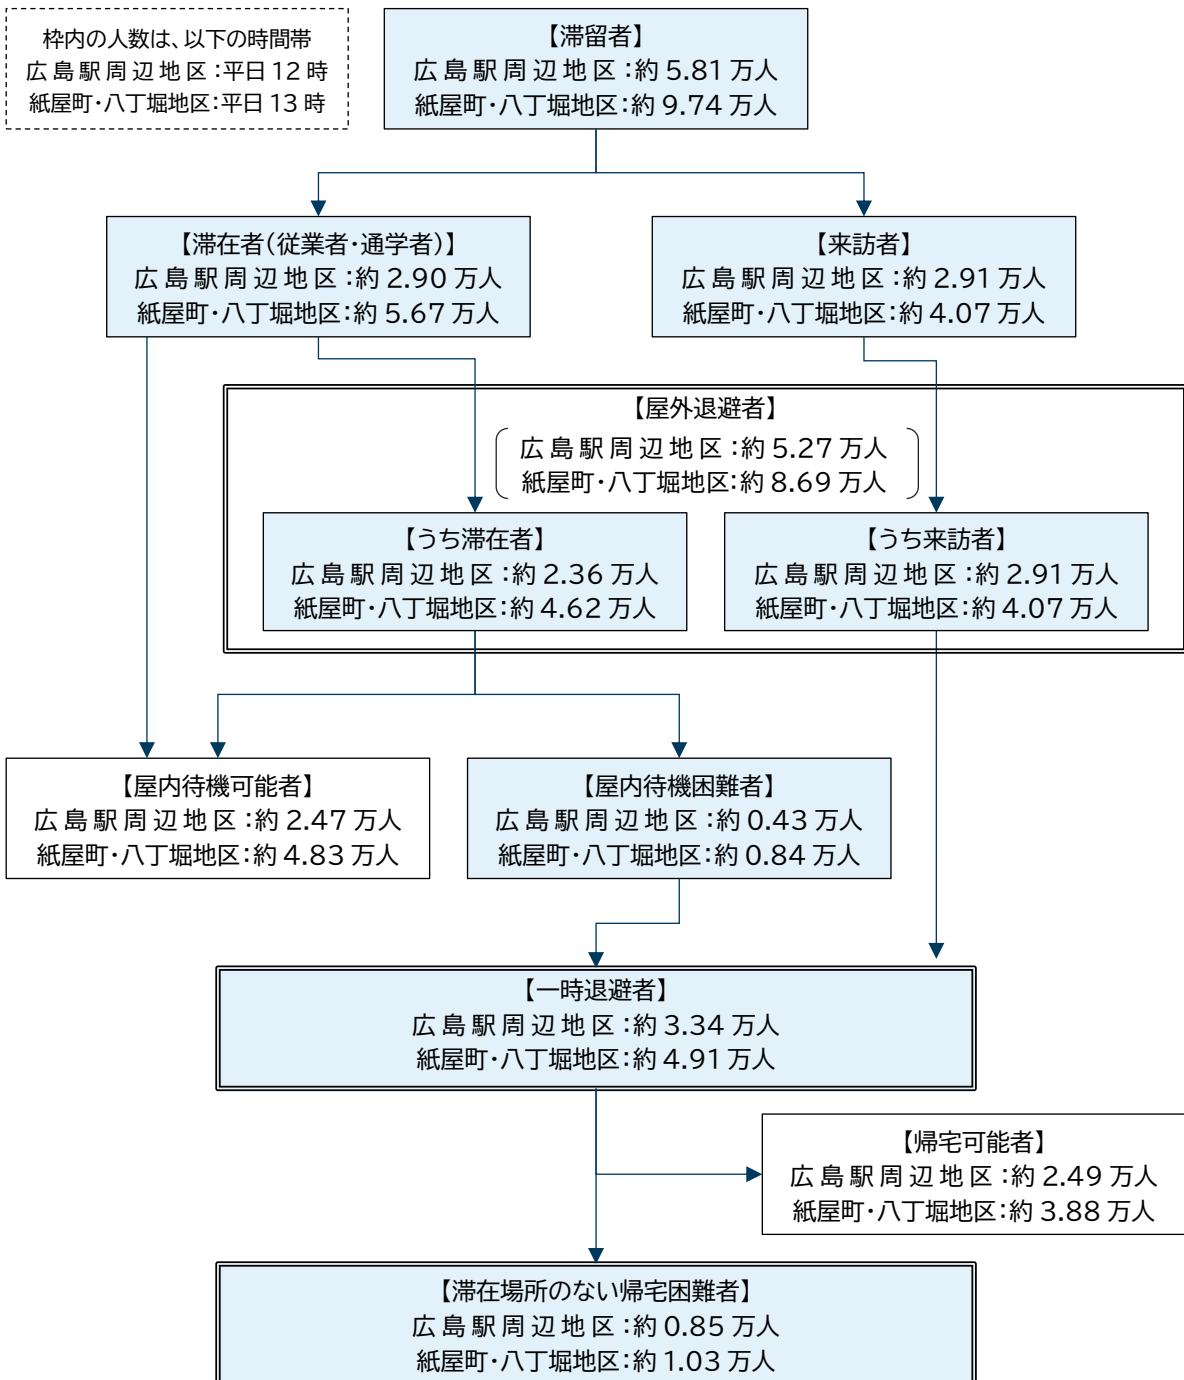 枠内の人数は、以下の時間帯
広島駅周辺地区：平日12時
紙屋町・八丁堀地区：平日13時
【滞留者】
広島駅周辺地区：約5.81万人
紙屋町・八丁堀地区：約9.74万人
【滞在者（従業者・通学者）】
広島駅周辺地区：約2.90万人
紙屋町・八丁堀地区：約5.67万人
【来訪者】
広島駅周辺地区：約2.91万人
紙屋町・八丁堀地区：約4.07万人
【屋外退避者】
広島駅周辺地区：約5.27万人
紙屋町・八丁堀地区：約8.69万人
【うち滞在者】
広島駅周辺地区：約2.36万人
紙屋町・八丁堀地区：約4.62万人
【うち来訪者】
広島駅周辺地区：約2.91万人
紙屋町・八丁堀地区：約4.07万人
【屋内待機可能者】
広島駅周辺地区：約2.47万人
紙屋町・八丁堀地区：約4.83万人
【屋内待機困難者】
広島駅周辺地区：約0.43万人
紙屋町・八丁堀地区：約0.84万人
【一時退避者】
広島駅周辺地区：約3.34万人
紙屋町・八丁堀地区：約4.91万人
【帰宅可能者】
広島駅周辺地区：約2.49万人
紙屋町・八丁堀地区：約3.88万人
【滞在場所のない帰宅困難者】
広島駅周辺地区：約0.85万人
紙屋町・八丁堀地区：約1.03万人